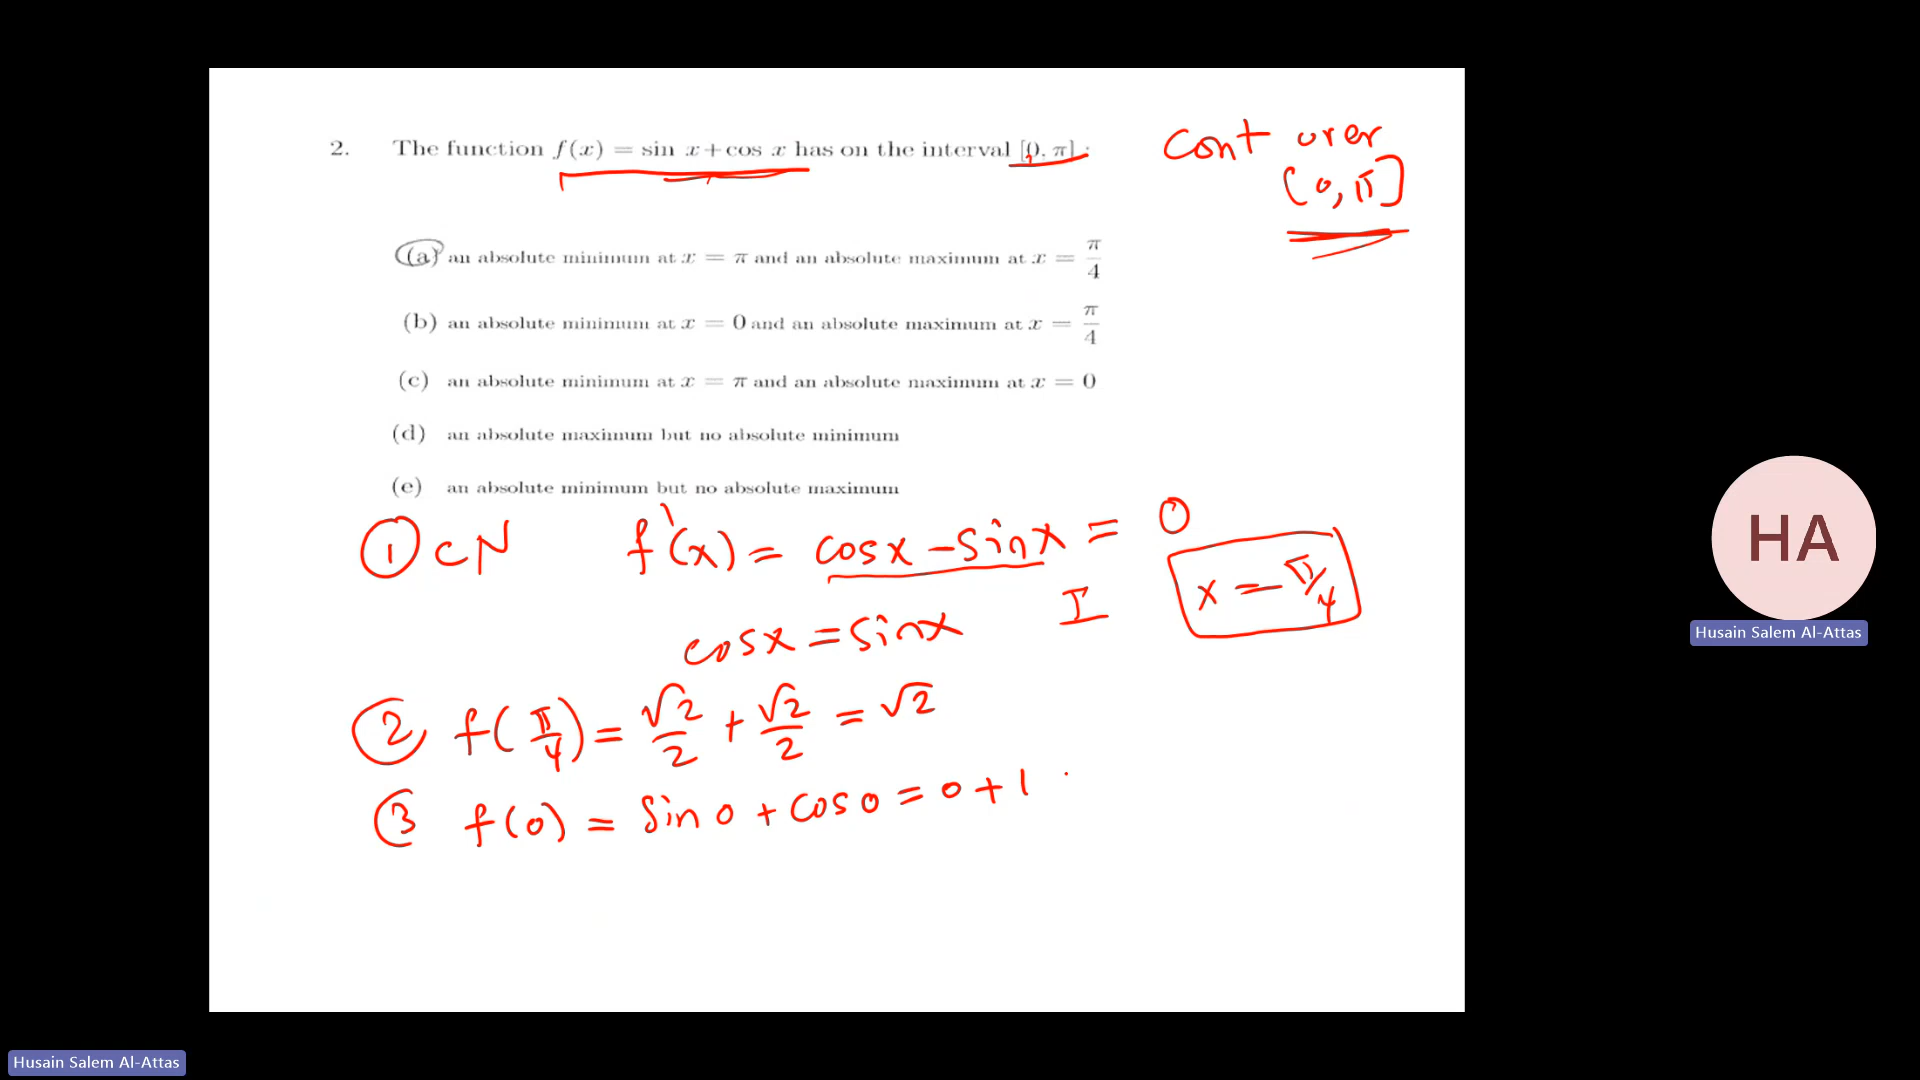 2. The function f(x) = sin x + cos x has on the interval [0, π] :
cont over
[0, π]
(a) an absolute minimum at x = π and an absolute maximum at x = π/4
(b) an absolute minimum at x = 0 and an absolute maximum at x = π/4
(c) an absolute minimum at x = π and an absolute maximum at x = 0
(d) an absolute maximum but no absolute minimum
(e) an absolute minimum but no absolute maximum
① CN f'(x) = cosx - sinx = 0
cosx = sinx I x = π/4
② f(π/4) = √2/2 + √2/2 = √2
③ f(0) = sin 0 + cos 0 = 0 + 1
HA
Husain Salem Al-Attas
Husain Salem Al-Attas